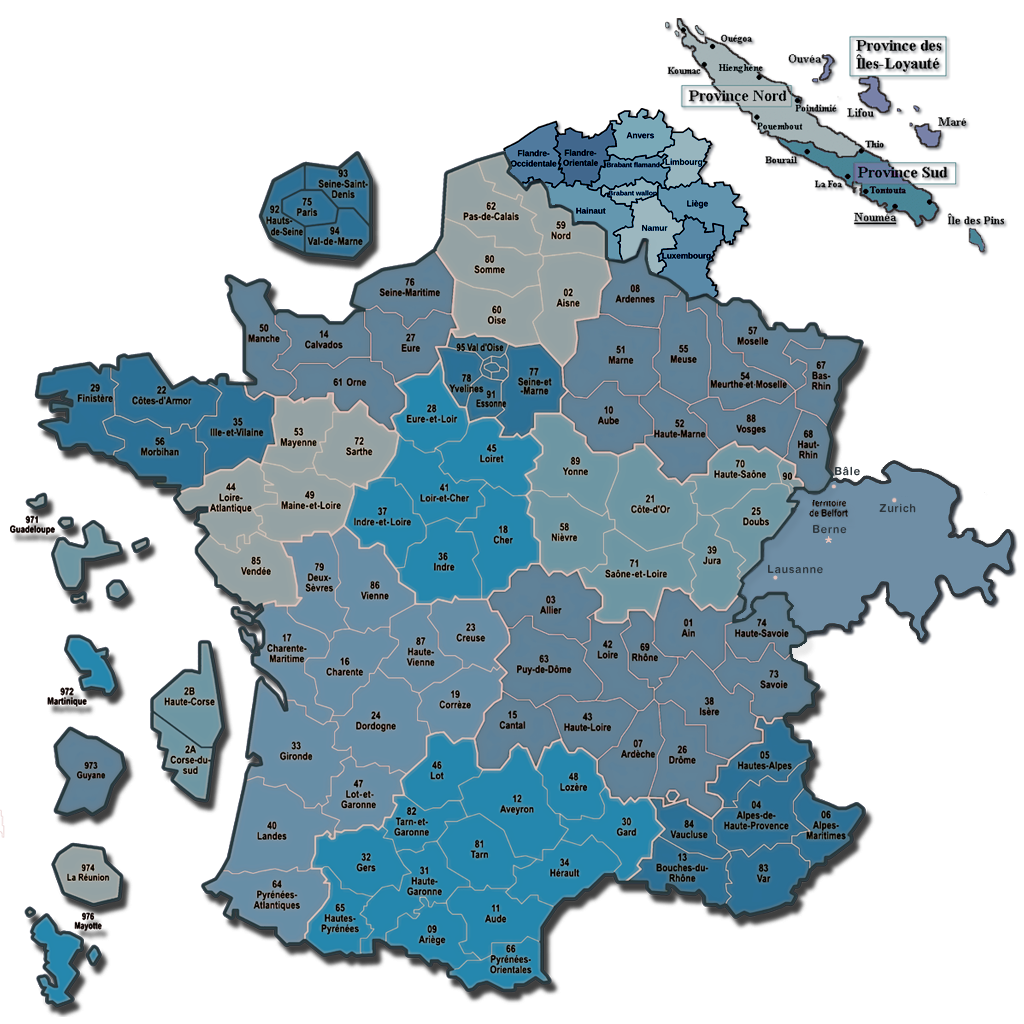 Ouégoa
Koumac
Hienghène
Ouvéa
Province des
Îles-Loyauté
Province Nord
Poindimié
Lifou
Maré
Pouembout
Thio
Bourail
La Foa
Province Sud
Tontouta
Nouméa
Île des Pins
Anvers
Flandre-
Occidentale
Flandre-
Orientale
Brabant flamand
Limbourg
Brabant wallon
Hainaut
Liège
Namur
Luxembourg
93
Seine-Saint-
Denis
75
Paris
92
Hauts-
de-Seine
94
Val-de-Marne
62
Pas-de-Calais
59
Nord
80
Somme
02
Aisne
60
Oise
76
Seine-Maritime
27
Eure
14
Calvados
50
Manche
61 Orne
08
Ardennes
51
Marne
55
Meuse
57
Moselle
54
Meurthe-et-Moselle
67
Bas-
Rhin
10
Aube
52
Haute-Marne
88
Vosges
68
Haut-
Rhin
95 Val d'Oise
78
Yvelines
91
Essonne
77
Seine-et
-Marne
29
Finistère
22
Côtes-d'Armor
35
Ille-et-Vilaine
56
Morbihan
53
Mayenne
72
Sarthe
44
Loire-
Atlantique
49
Maine-et-Loire
85
Vendée
28
Eure-et-Loir
45
Loiret
41
Loir-et-Cher
37
Indre-et-Loire
18
Cher
36
Indre
89
Yonne
21
Côte-d'Or
70
Haute-Saône
90
Territoire
de Belfort
25
Doubs
58
Nièvre
39
Jura
71
Saône-et-Loire
Bâle
Zurich
Berne
Lausanne
79
Deux-
Sèvres
86
Vienne
17
Charente-
Maritime
16
Charente
87
Haute-
Vienne
23
Creuse
19
Corrèze
24
Dordogne
33
Gironde
47
Lot-et-
Garonne
40
Landes
64
Pyrénées-
Atlantiques
03
Allier
63
Puy-de-Dôme
42
Loire
69
Rhône
01
Ain
74
Haute-Savoie
73
Savoie
38
Isère
15
Cantal
43
Haute-Loire
07
Ardèche
26
Drôme
46
Lot
12
Aveyron
48
Lozère
30
Gard
82
Tarn-et-
Garonne
81
Tarn
32
Gers
31
Haute-
Garonne
34
Hérault
65
Hautes-
Pyrénées
09
Ariège
11
Aude
66
Pyrénées-
Orientales
05
Hautes-Alpes
04
Alpes-de-
Haute-Provence
06
Alpes-
Maritimes
84
Vaucluse
13
Bouches-du-
Rhône
83
Var
971
Guadeloupe
972
Martinique
2B
Haute-Corse
2A
Corse-du-
sud
973
Guyane
974
La Réunion
976
Mayotte